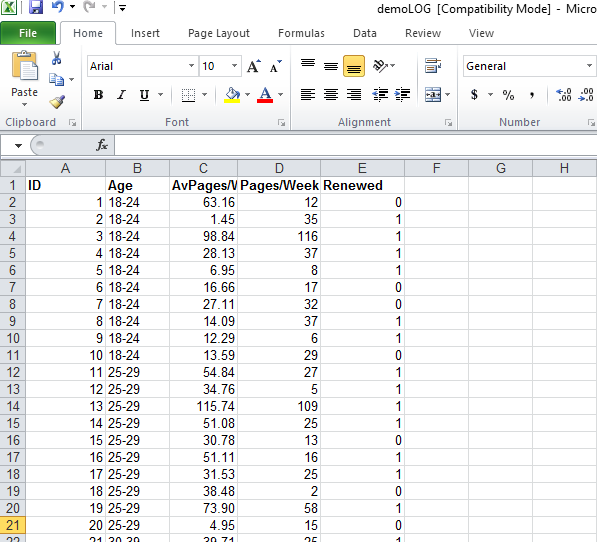 demoLOG [Compatibility Mode] - Micro
File Home Insert Page Layout Formulas Data Review View
Paste
Arial 10 A A General
B I U A $ % , .00 .0 .00
Clipboard Font Alignment Number
fx
A B C D E F G H
1 ID Age AvPages/W Pages/Week Renewed
2 1 18-24 63.16 12 0
3 2 18-24 1.45 35 1
4 3 18-24 98.84 116 1
5 4 18-24 28.13 37 1
6 5 18-24 6.95 8 1
7 6 18-24 16.66 17 0
8 7 18-24 27.11 32 0
9 8 18-24 14.09 37 1
10 9 18-24 12.29 6 1
11 10 18-24 13.59 29 0
12 11 25-29 54.84 27 1
13 12 25-29 34.76 5 1
14 13 25-29 115.74 109 1
15 14 25-29 51.08 25 1
16 15 25-29 30.78 13 0
17 16 25-29 51.11 16 1
18 17 25-29 31.53 25 1
19 18 25-29 38.48 2 0
20 19 25-29 73.90 58 1
21 20 25-29 4.95 15 0
22 21 30-39 39.71 25 1